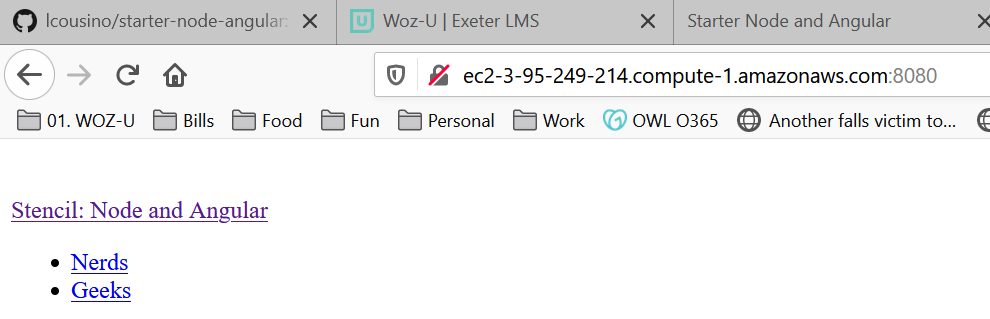 lcousino/starter-node-angular: Woz-U | Exeter LMS Starter Node and Angular
ec2-3-95-249-214.compute-1.amazonaws.com:8080
01. WOZ-U Bills Food Fun Personal Work OWL O365 Another falls victim to...
Stencil: Node and Angular
Nerds
Geeks